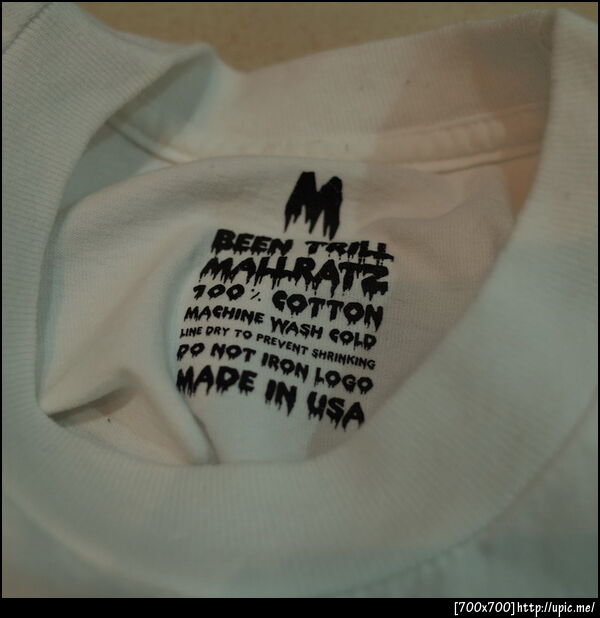 M
BEEN TRILL
MALLRATZ
100% COTTON
MACHINE WASH COLD
LINE DRY TO PREVENT SHRINKING
DO NOT IRON LOGO
MADE IN USA
[700x700]http://upic.me/